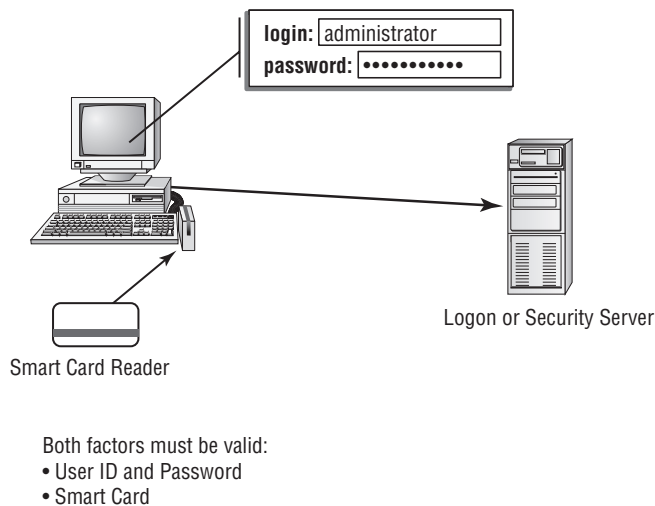 login: administrator
password: •••••••••••
Logon or Security Server
Smart Card Reader
Both factors must be valid:
• User ID and Password
• Smart Card